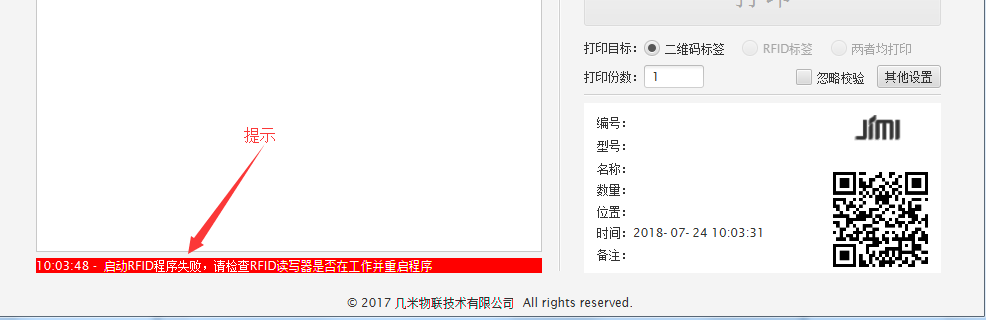 打印
打印目标： 二维码标签 RFID标签 两者均打印
打印份数： 1 忽略校验 其他设置
提示
编号： JIMI
型号：
名称：
数量：
位置：
时间：2018-07-24 10:03:31
备注：
10:03:48 - 启动RFID程序失败，请检查RFID读写器是否在工作并重启程序
© 2017 几米物联技术有限公司 All rights reserved.